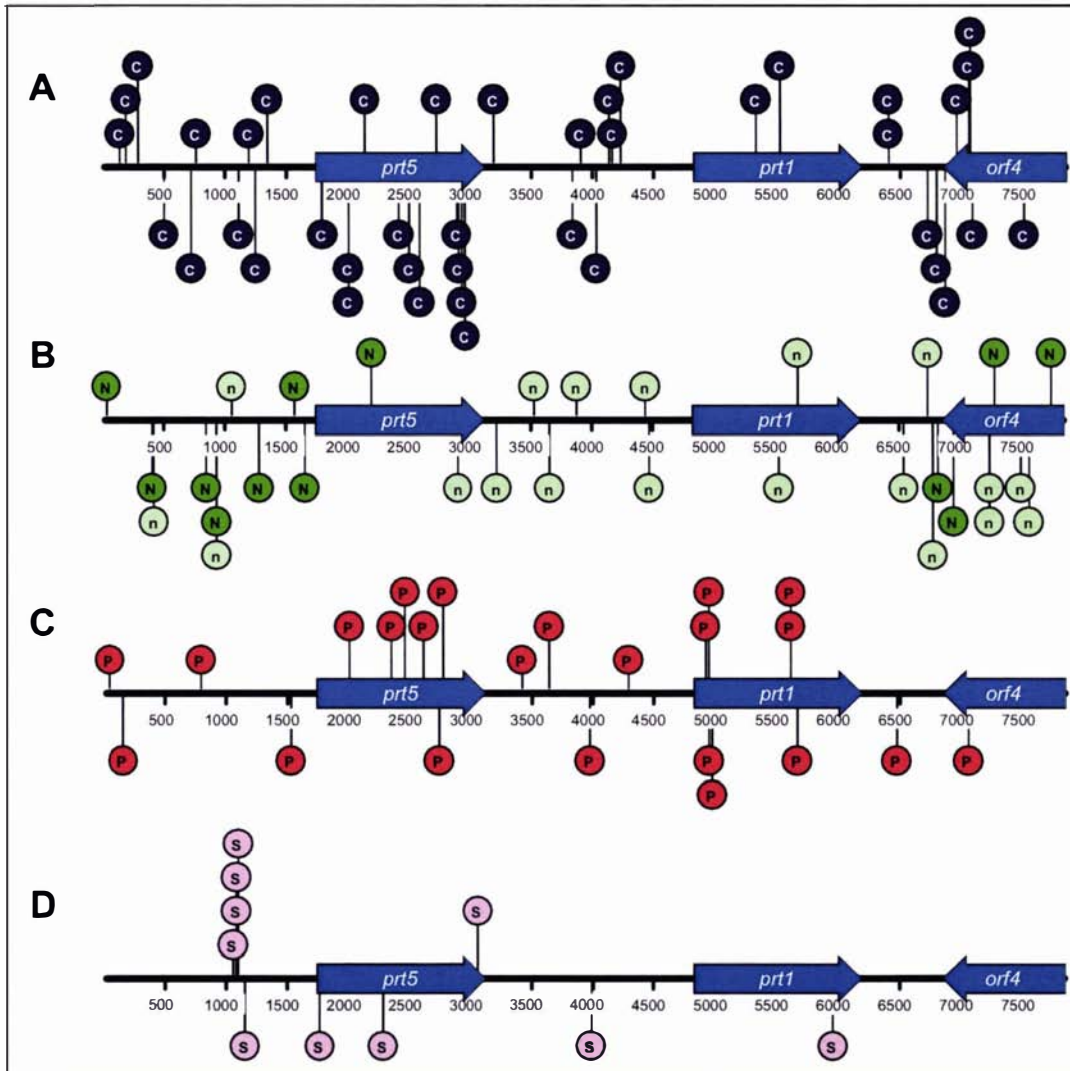 A
C
C C C C
C C C C C C C C C
C C C C C C
prt5 prt1 orf4
500 1000 1500 2000 2500 3000 3500 4000 4500 5000 5500 6000 6500 7000 7500
C C C C C C C C C
C C C C C C C
C C C C
C
B
N n n N N
N n N n n n
prt5 prt1 orf4
500 1000 1500 2000 2500 3000 3500 4000 4500 5000 5500 6000 6500 7000 7500
N N N N n n n n n n N n n
n N N n n
n n
C
P P P P
P P P P P P
P P P P
prt5 prt1 orf4
500 1000 1500 2000 2500 3000 3500 4000 4500 5000 5500 6000 6500 7000 7500
P P P P P P P P
P
D
S
S
S S
S
prt5 prt1 orf4
500 1000 1500 2000 2500 3000 3500 4000 4500 5000 5500 6000 6500 7000 7500
S S S s S